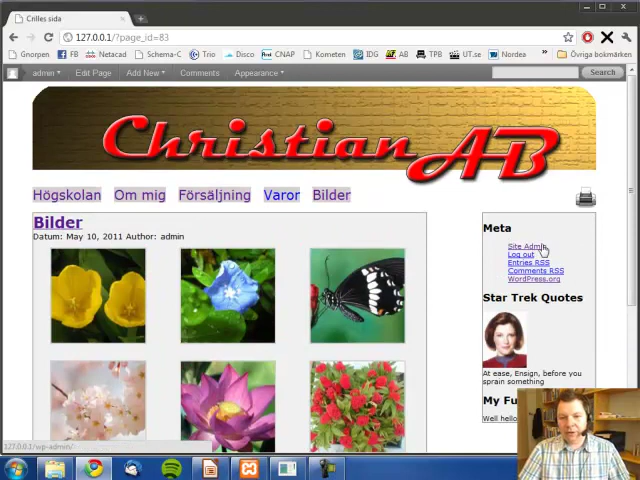 Crilles sida
127.0.0.1/?page_id=83
Gnorpen FB Netacad Schema-C Trio Disco CNAP Kometen IDG AB TPB UT.se Nordea » Övriga bokmärken
admin Edit Page Add New Comments Appearance Search
Christian AB
Högskolan Om mig Försäljning Varor Bilder
Bilder
Datum: May 10, 2011 Author: admin
Meta
Site Admin
Log out
Entries RSS
Comments RSS
WordPress.org
Star Trek Quotes
At ease, Ensign, before you
sprain something
My Fu
Well hello
127.0.0.1/wp-admin/